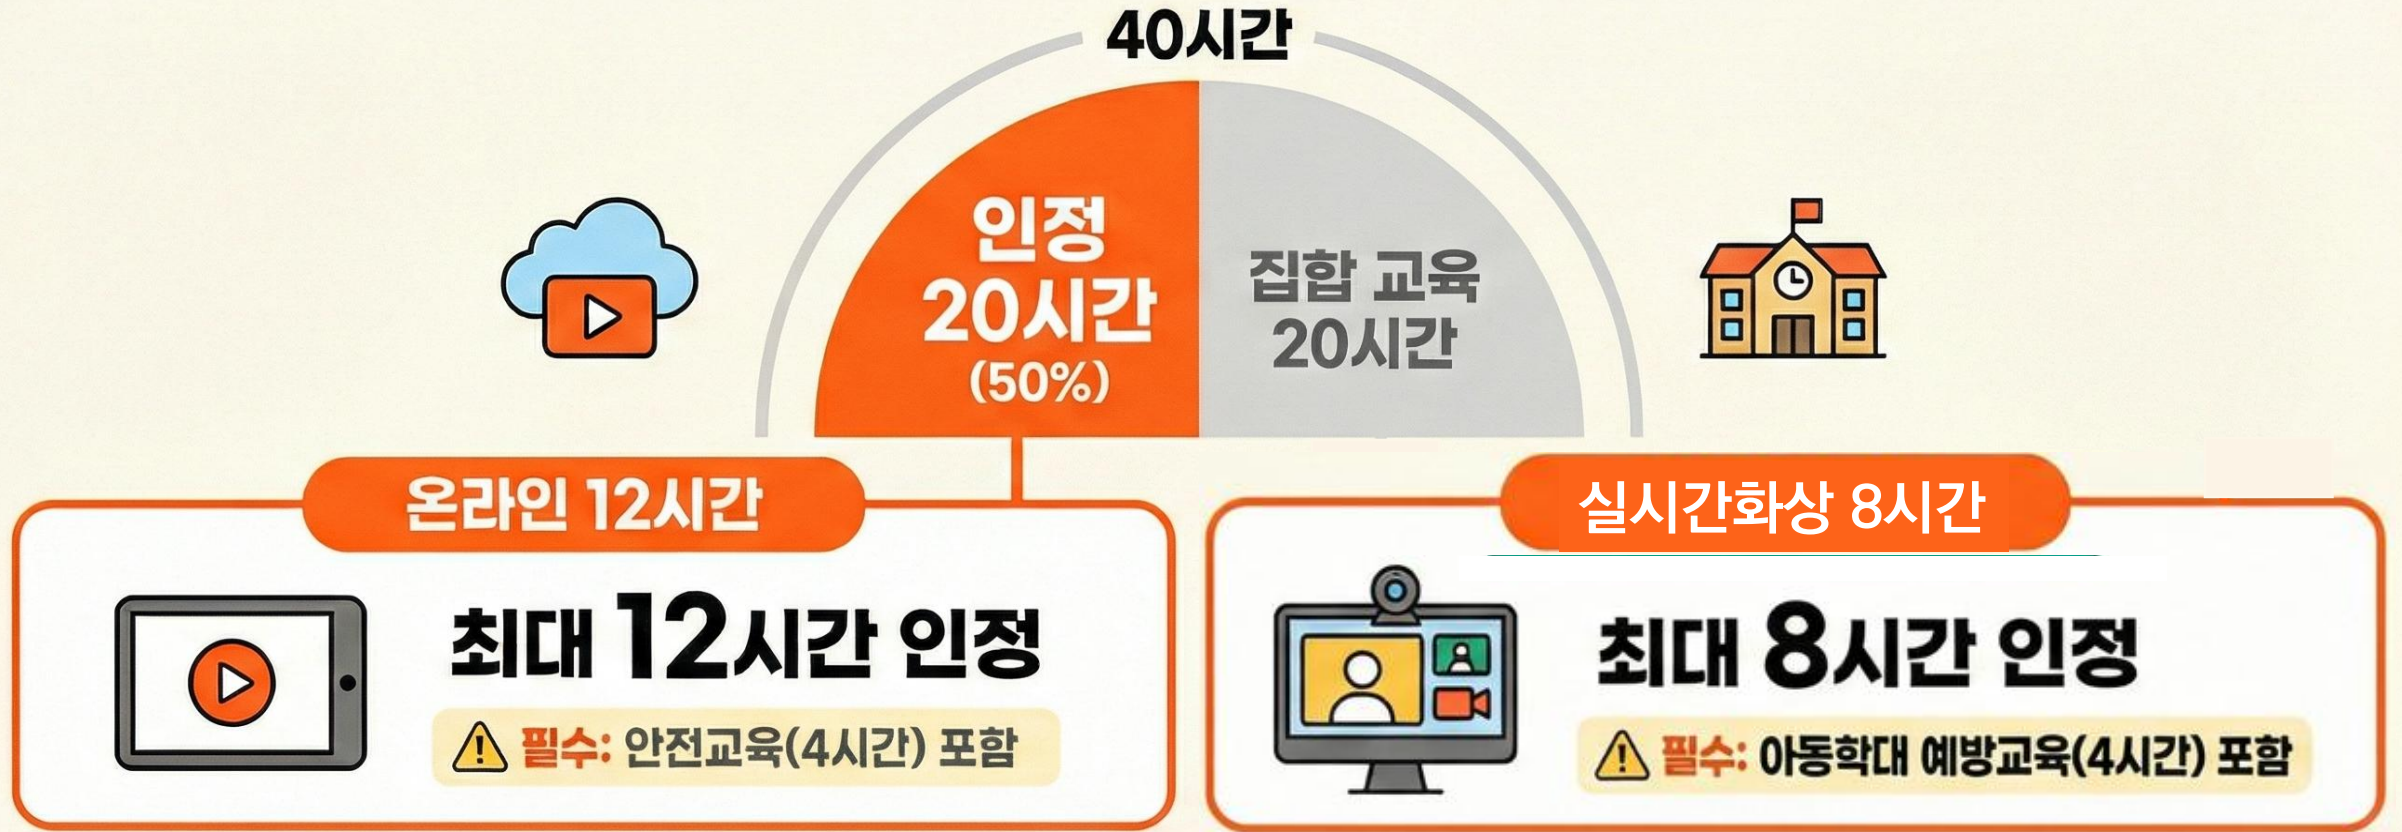 40시간
인정
20시간
(50%)
집합 교육
20시간
온라인 12시간
최대 12시간 인정
필수: 안전교육(4시간) 포함
실시간화상 8시간
최대 8시간 인정
필수: 아동학대 예방교육(4시간) 포함